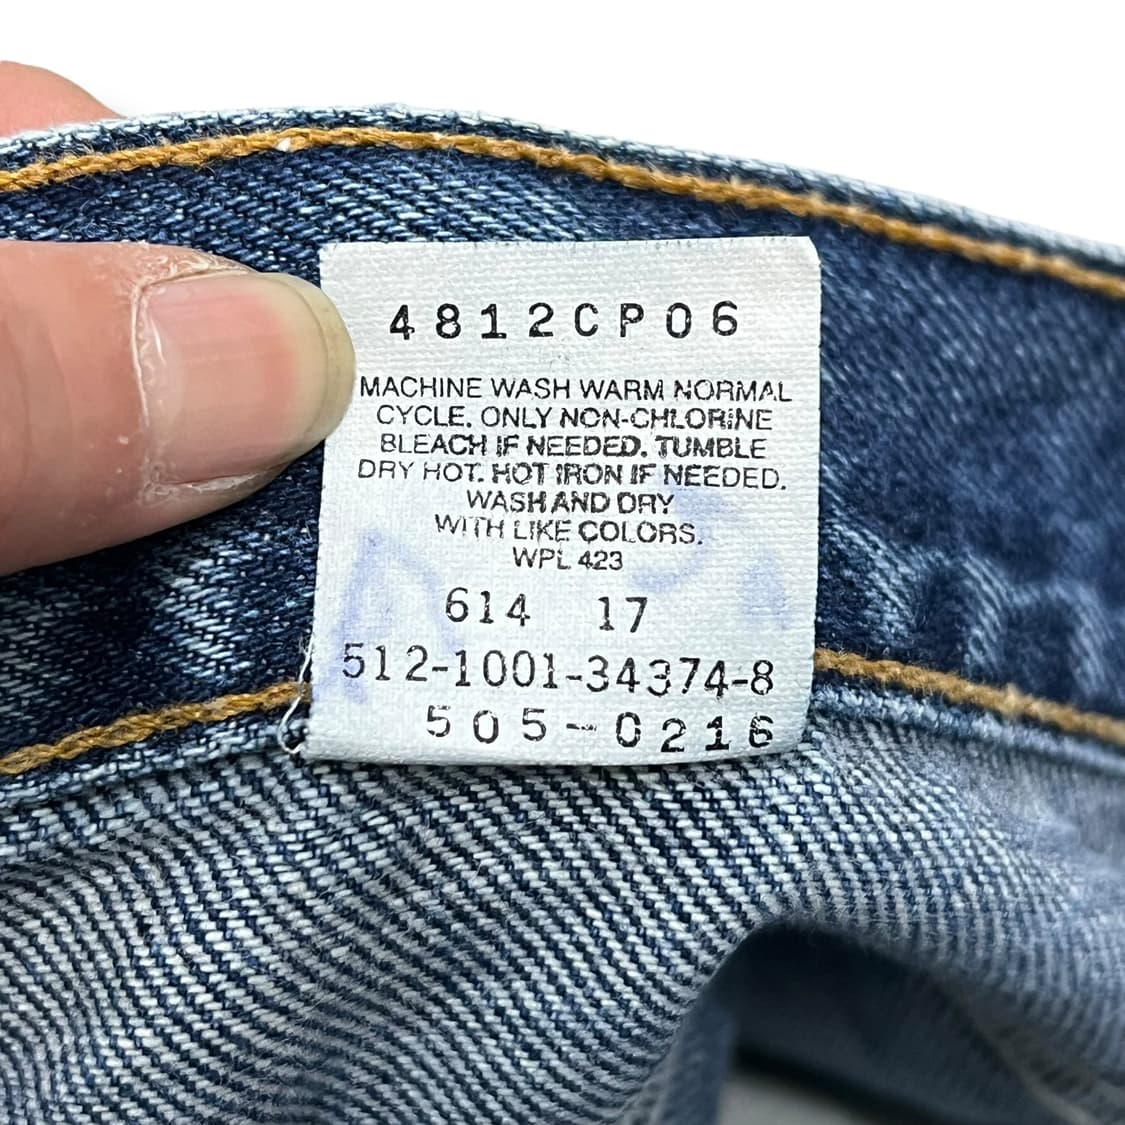 4812CP06
MACHINE WASH WARM NORMAL
CYCLE. ONLY NON-CHLORINE
BLEACH IF NEEDED. TUMBLE
DRY HOT. HOT IRON IF NEEDED.
WASH AND DRY
WITH LIKE COLORS.
WPL 423
614 17
512-1001-34374-8
505-0216